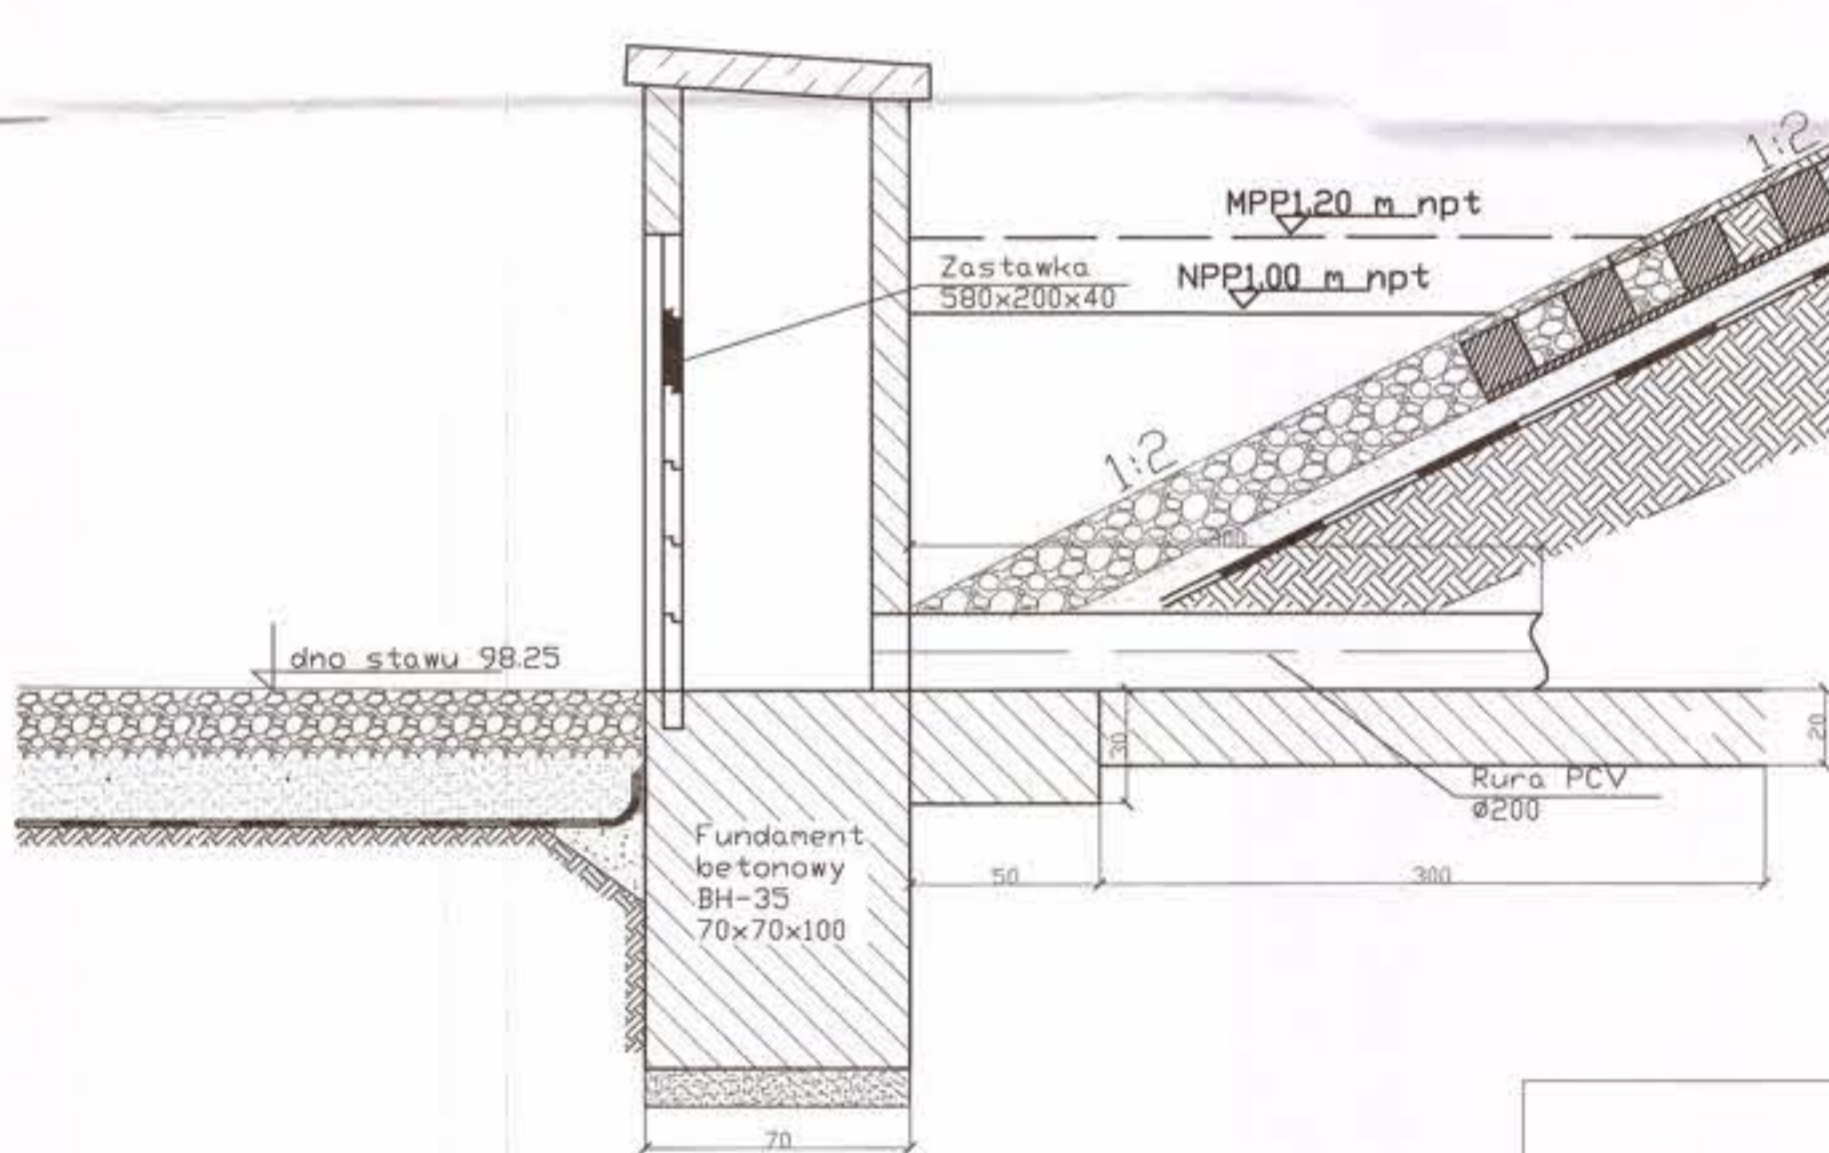 1:2
MPP1.20 m npt
Zastawka
580x200x40
NPP1.00 m npt
1:2
300
dno stawu 98.25
30
20
Rura PCV
ø200
Fundament
betonowy
BH-35
70x70x100
50
300
70